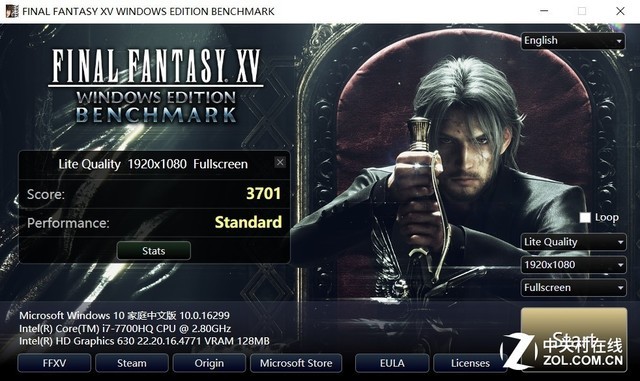 FINAL FANTASY XV WINDOWS EDITION BENCHMARK
English
FINAL FANTASY XV
WINDOWS EDITION
BENCHMARK
Lite Quality 1920x1080 Fullscreen
Score: 3701
Performance: Standard
Stats
Loop
Lite Quality
1920x1080
Fullscreen
Microsoft Windows 10 家庭中文版 10.0.16299
Intel(R) Core(TM) i7-7700HQ CPU @ 2.80GHz
Intel(R) HD Graphics 630 22.20.16.4771 VRAM 128MB
Start
FFXV
Steam
Origin
Microsoft Store
EULA
Licenses
Z 中关村在线
ZOL.COM.CN